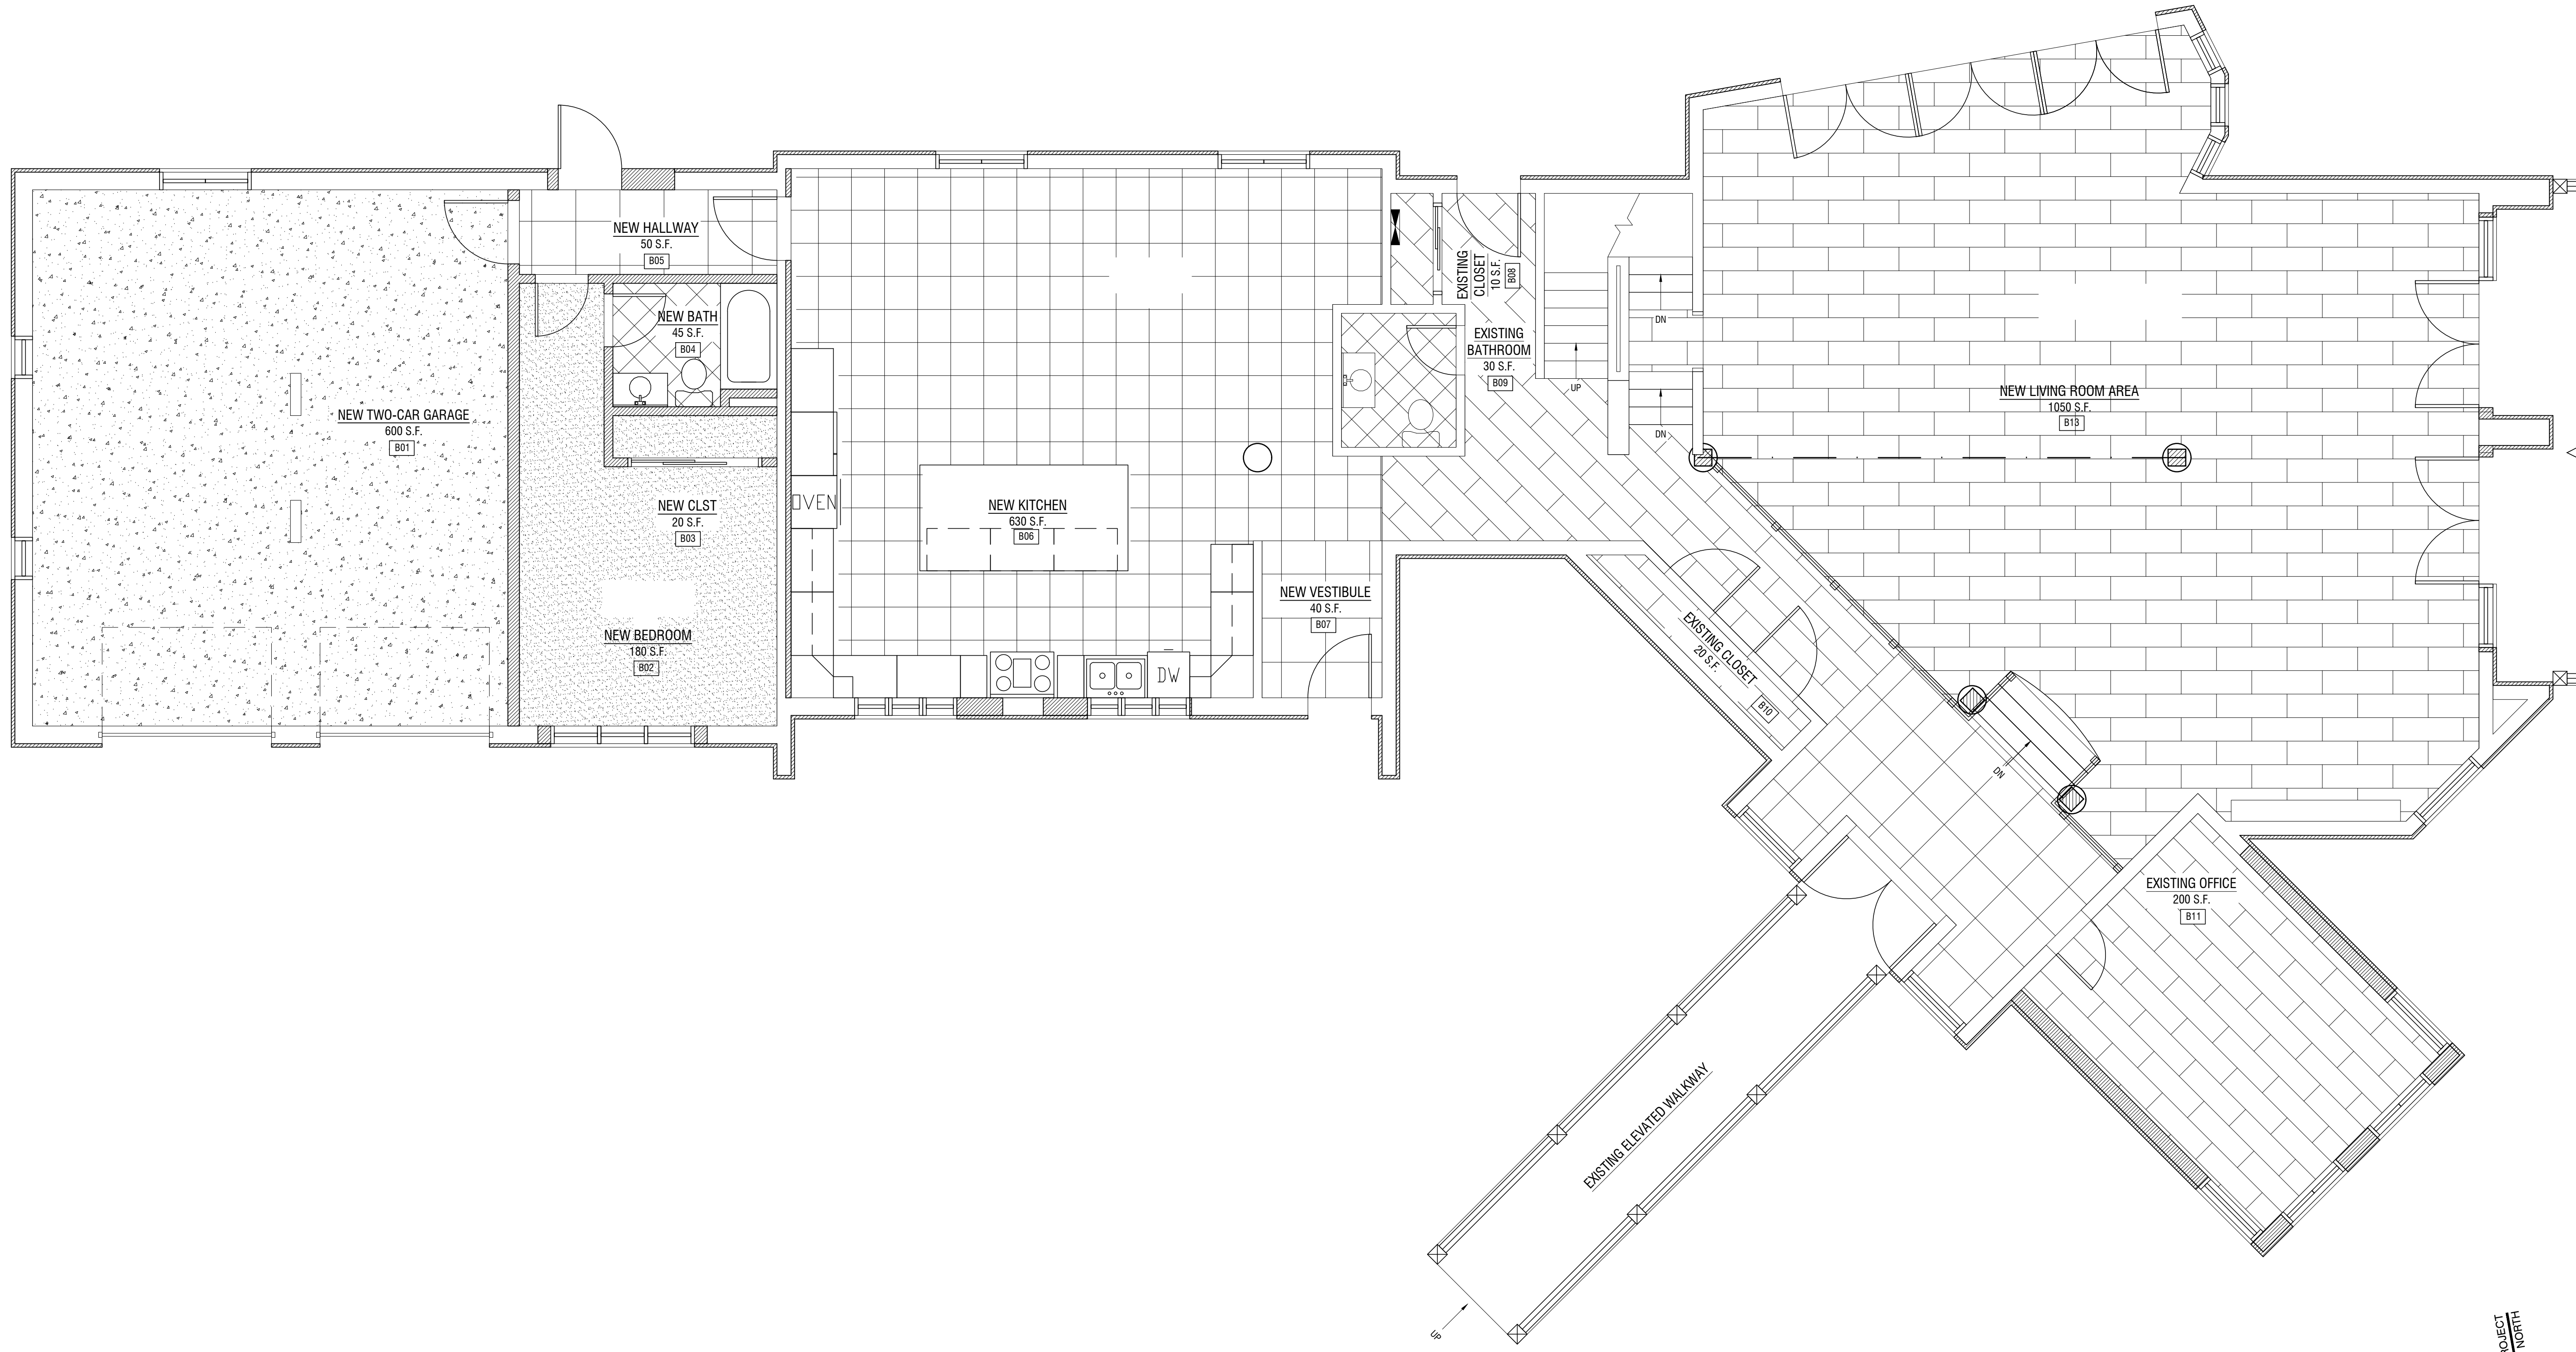 NEW HALLWAY
50 S.F.
B05
NEW BATH
45 S.F.
B04
NEW TWO-CAR GARAGE
600 S.F.
B01
NEW CLST
20 S.F.
B03
NEW BEDROOM
180 S.F.
B02
OVEN
NEW KITCHEN
630 S.F.
B06
DW
NEW VESTIBULE
40 S.F.
B07
EXISTING
CLOSET
10 S.F.
B08
EXISTING
BATHROOM
30 S.F.
B09
UP
DN
DN
NEW LIVING ROOM AREA
1050 S.F.
B13
EXISTING CLOSET
20 S.F.
B10
DN
EXISTING OFFICE
200 S.F.
B11
EXISTING ELEVATED WALKWAY
UP
ROJECT
NORTH